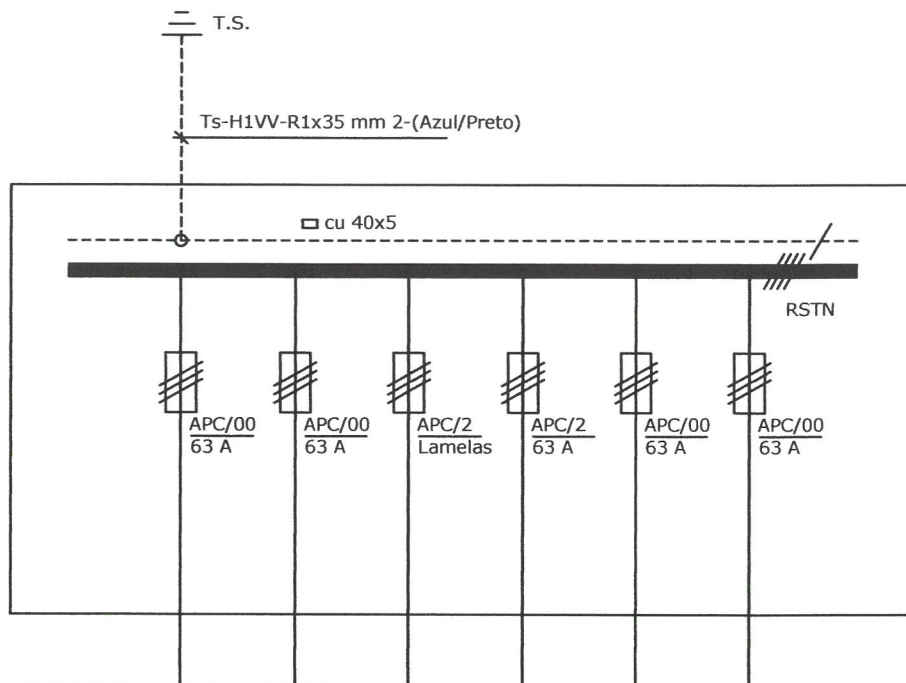 T.S.
Ts-H1VV-R1x35 mm 2-(Azul/Preto)
cu 40x5
RSTN
APC/00
63 A
APC/00
63 A
APC/2
Lamelas
APC/2
63 A
APC/00
63 A
APC/00
63 A